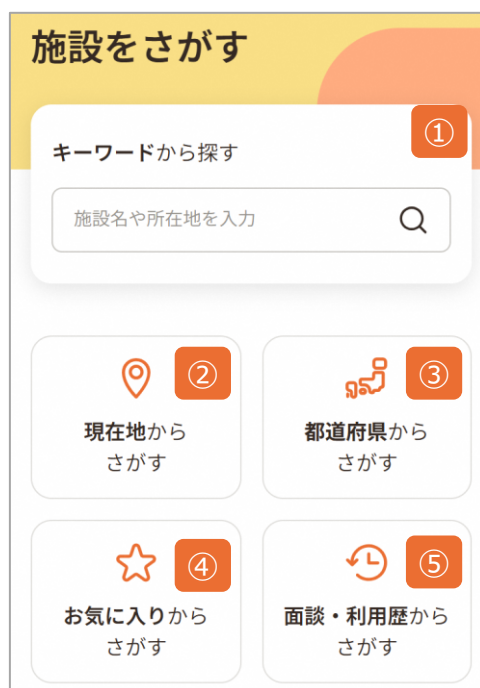 施設をさがす
①
キーワードから探す
施設名や所在地を入力
②
③
現在地から
さがす
都道府県から
さがす
④
⑤
お気に入りから
さがす
面談・利用歴から
さがす